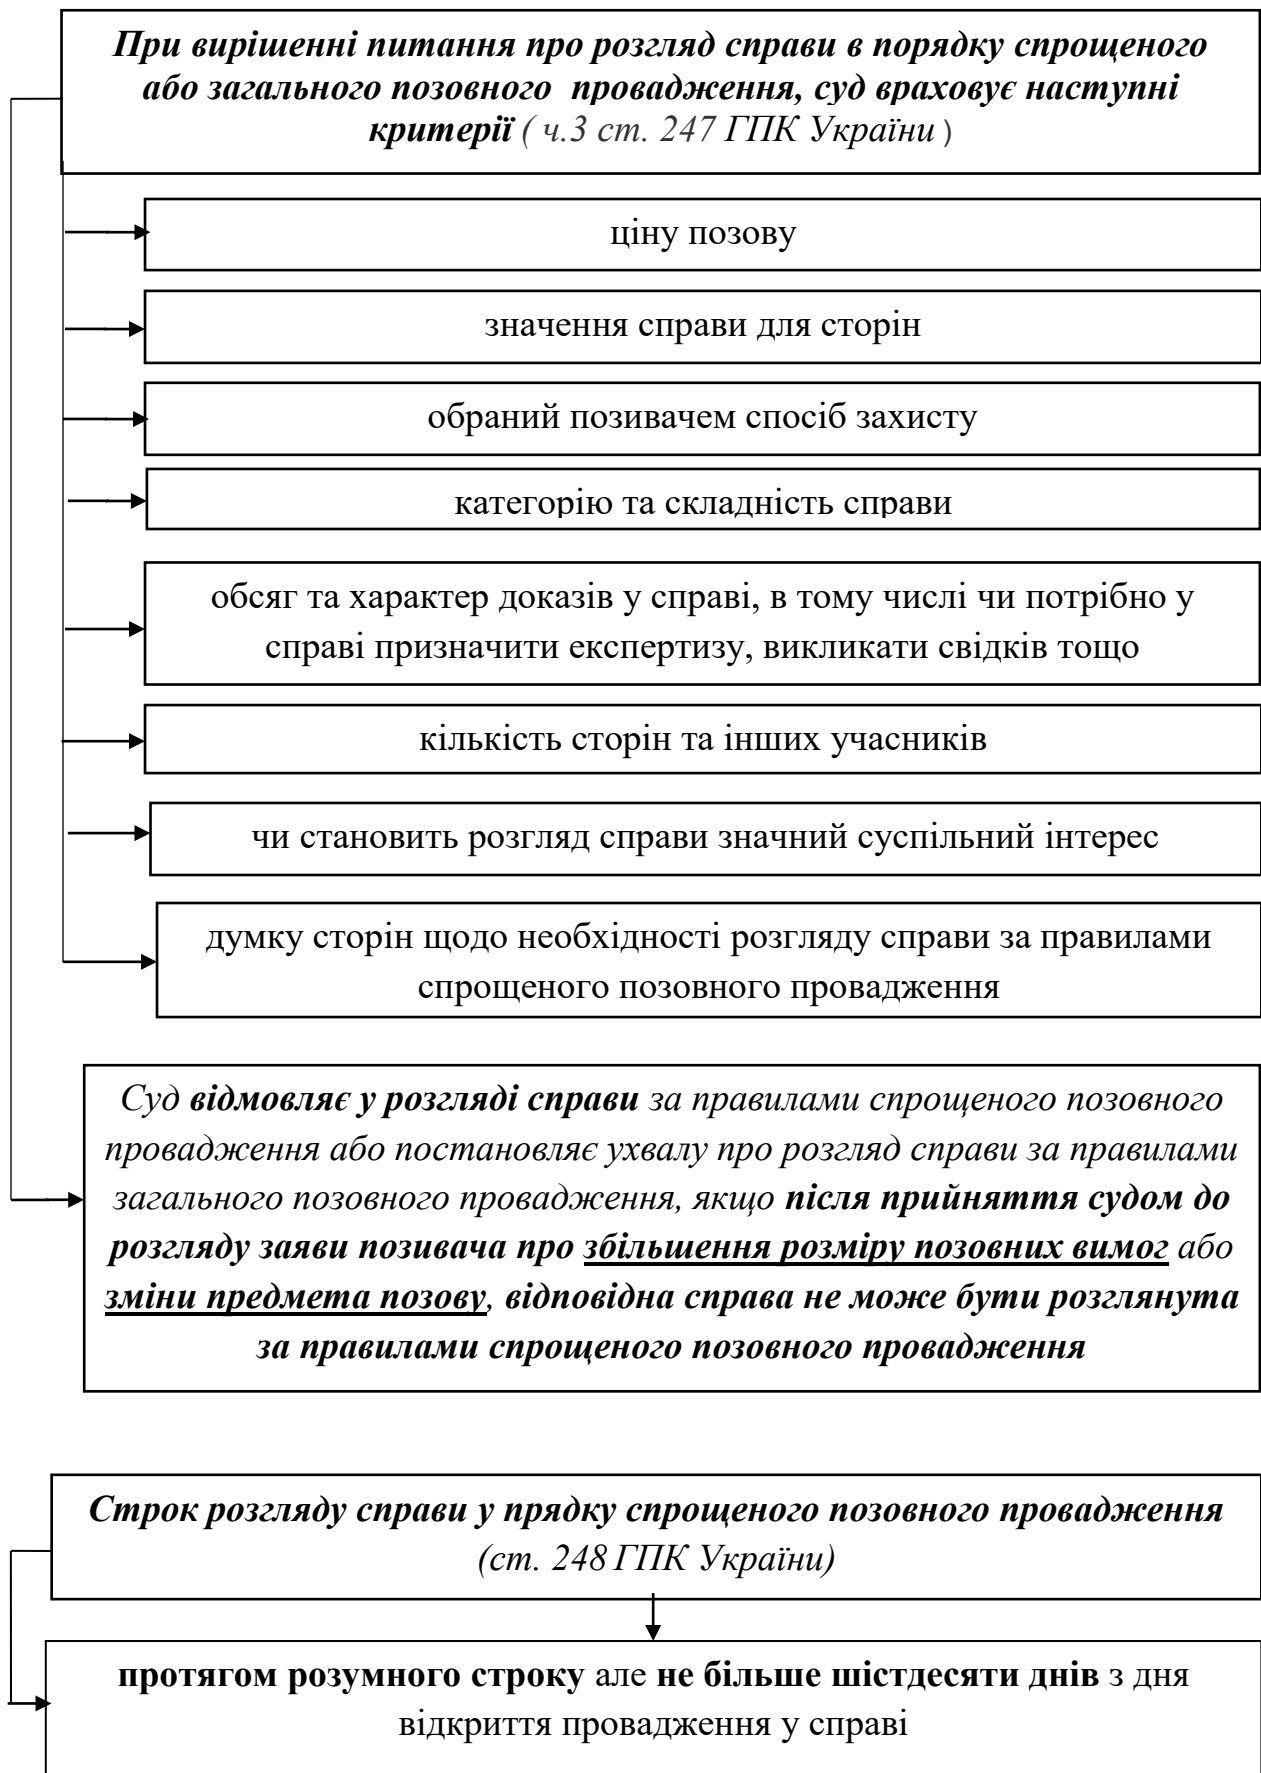 При вирішенні питання про розгляд справи в порядку спрощеного
або загального позовного провадження, суд враховує наступні
критерії ( ч.3 ст. 247 ГПК України )
ціну позову
значення справи для сторін
обраний позивачем спосіб захисту
категорію та складність справи
обсяг та характер доказів у справі, в тому числі чи потрібно у
справі призначити експертизу, викликати свідків тощо
кількість сторін та інших учасників
чи становить розгляд справи значний суспільний інтерес
думку сторін щодо необхідності розгляду справи за правилами
спрощеного позовного провадження
Суд відмовляє у розгляді справи за правилами спрощеного позовного
провадження або постановляє ухвалу про розгляд справи за правилами
загального позовного провадження, якщо після прийняття судом до
розгляду заяви позивача про збільшення розміру позовних вимог або
зміни предмета позову, відповідна справа не може бути розглянута
за правилами спрощеного позовного провадження
Строк розгляду справи у прядку спрощеного позовного провадження
(ст. 248 ГПК України)
протягом розумного строку але не більше шістдесяти днів з дня
відкриття провадження у справі